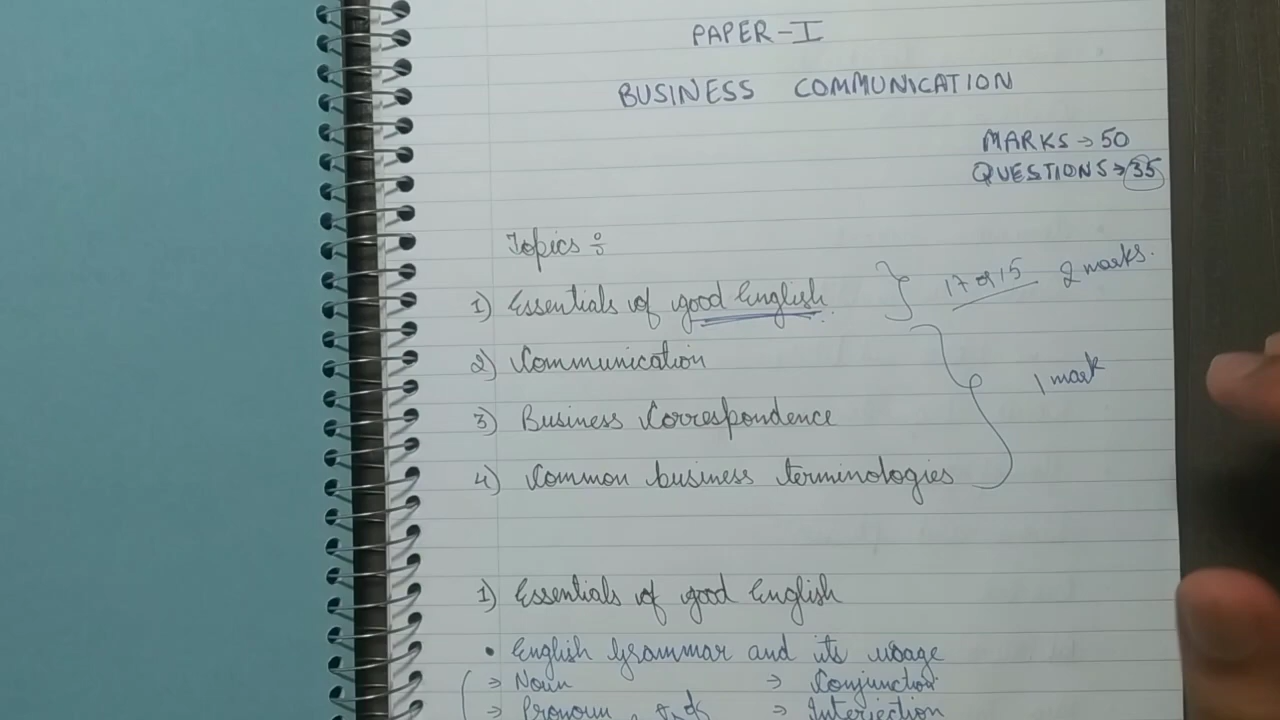 PAPER-I
BUSINESS COMMUNICATION
MARKS → 50
QUESTIONS → 35
Topics :
1) Essentials of good English. } 17 or 15 2 marks.
2) Communication
} 1 mark
3) Business Correspondence
4) Common business terminologies
1) Essentials of good English
• English Grammar and its usage
→ Noun → Conjunction
→ Pronoun → Interjection